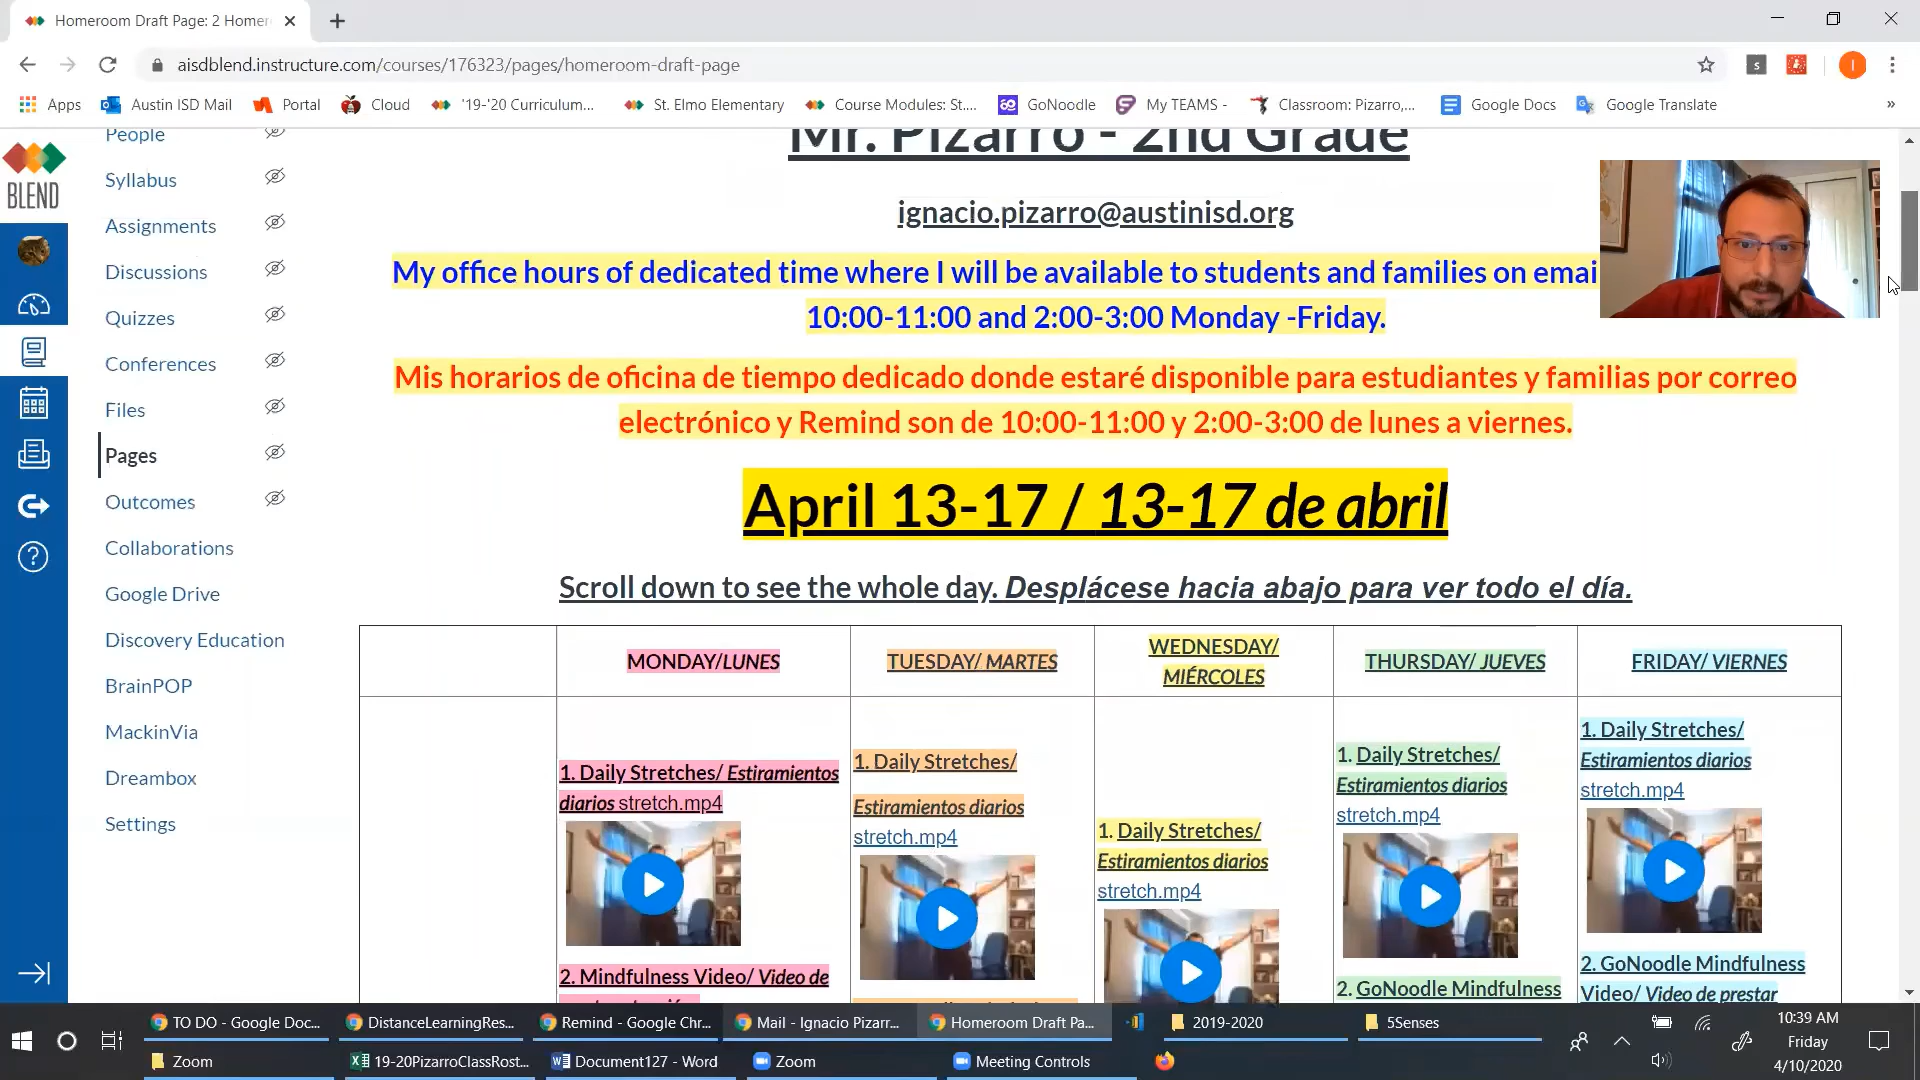 Homeroom Draft Page: 2 Homer
aisdblend.instructure.com/courses/176323/pages/homeroom-draft-page
Apps
Austin ISD Mail
Portal
Cloud
'19-'20 Curriculum...
St. Elmo Elementary
Course Modules: St....
GoNoodle
My TEAMS -
Classroom: Pizarro,...
Google Docs
Google Translate
»
BLEND
People
Syllabus
Assignments
Discussions
Quizzes
Conferences
Files
Pages
Outcomes
Collaborations
Google Drive
Discovery Education
BrainPOP
MackinVia
Dreambox
Settings
Mr. Pizarro - 2nd Grade
ignacio.pizarro@austinisd.org
My office hours of dedicated time where I will be available to students and families on emai
10:00-11:00 and 2:00-3:00 Monday -Friday.
Mis horarios de oficina de tiempo dedicado donde estaré disponible para estudiantes y familias por correo
electrónico y Remind son de 10:00-11:00 y 2:00-3:00 de lunes a viernes.
April 13-17 / 13-17 de abril
Scroll down to see the whole day. Desplácese hacia abajo para ver todo el día.
MONDAY/LUNES
TUESDAY/ MARTES
WEDNESDAY/
MIÉRCOLES
THURSDAY/ JUEVES
FRIDAY/ VIERNES
1. Daily Stretches/ Estiramientos
diarios stretch.mp4
2. Mindfulness Video/ Video de
1. Daily Stretches/
Estiramientos diarios
stretch.mp4
1. Daily Stretches/
Estiramientos diarios
stretch.mp4
1. Daily Stretches/
Estiramientos diarios
stretch.mp4
2. GoNoodle Mindfulness
1. Daily Stretches/
Estiramientos diarios
stretch.mp4
2. GoNoodle Mindfulness
Video/ Video de prestar
TO DO - Google Doc...
DistanceLearningRes...
Remind - Google Chr...
Mail - Ignacio Pizarr...
Homeroom Draft Pa...
2019-2020
5Senses
Zoom
19-20PizarroClassRost...
Document127 - Word
Zoom
Meeting Controls
10:39 AM
Friday
4/10/2020